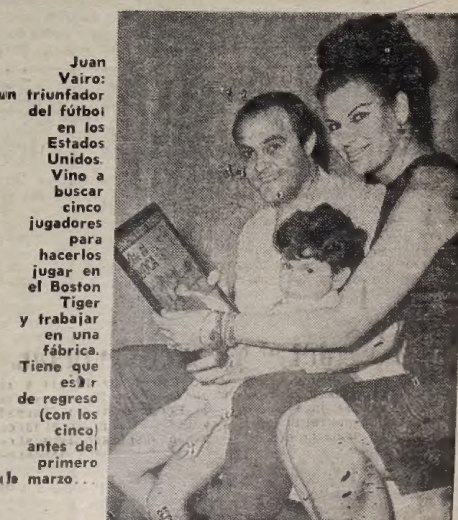 Juan
Vairo:
un triunfador
del fútbol
en los
Estados
Unidos.
Vino a
buscar
cinco
jugadores
para
hacerlos
jugar en
el Boston
Tiger
y trabajar
en una
fábrica.
Tiene que
de regreso
(con los
cinco)
antes del
primero
marzo...